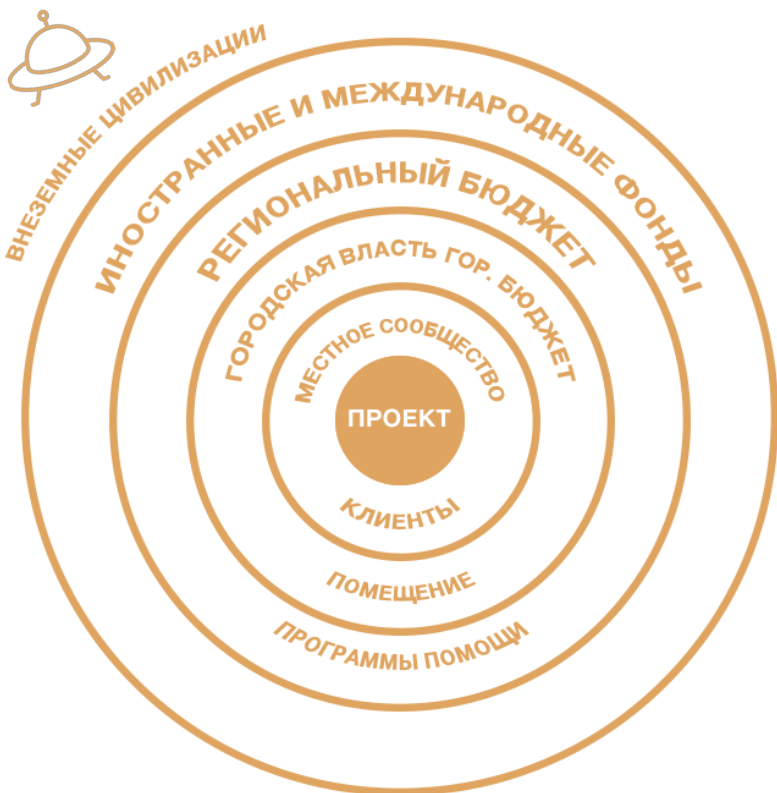 ВНЕЗЕМНЫЕ ЦИВИЛИЗАЦИИ
ИНОСТРАННЫЕ И МЕЖДУНАРОДНЫЕ ФОНДЫ
РЕГИОНАЛЬНЫЙ БЮДЖЕТ
ГОРОДСКАЯ ВЛАСТЬ ГОР. БЮДЖЕТ
МЕСТНОЕ СООБЩЕСТВО
ПРОЕКТ
КЛИЕНТЫ
ПОМЕЩЕНИЕ
ПРОГРАММЫ ПОМОЩИ